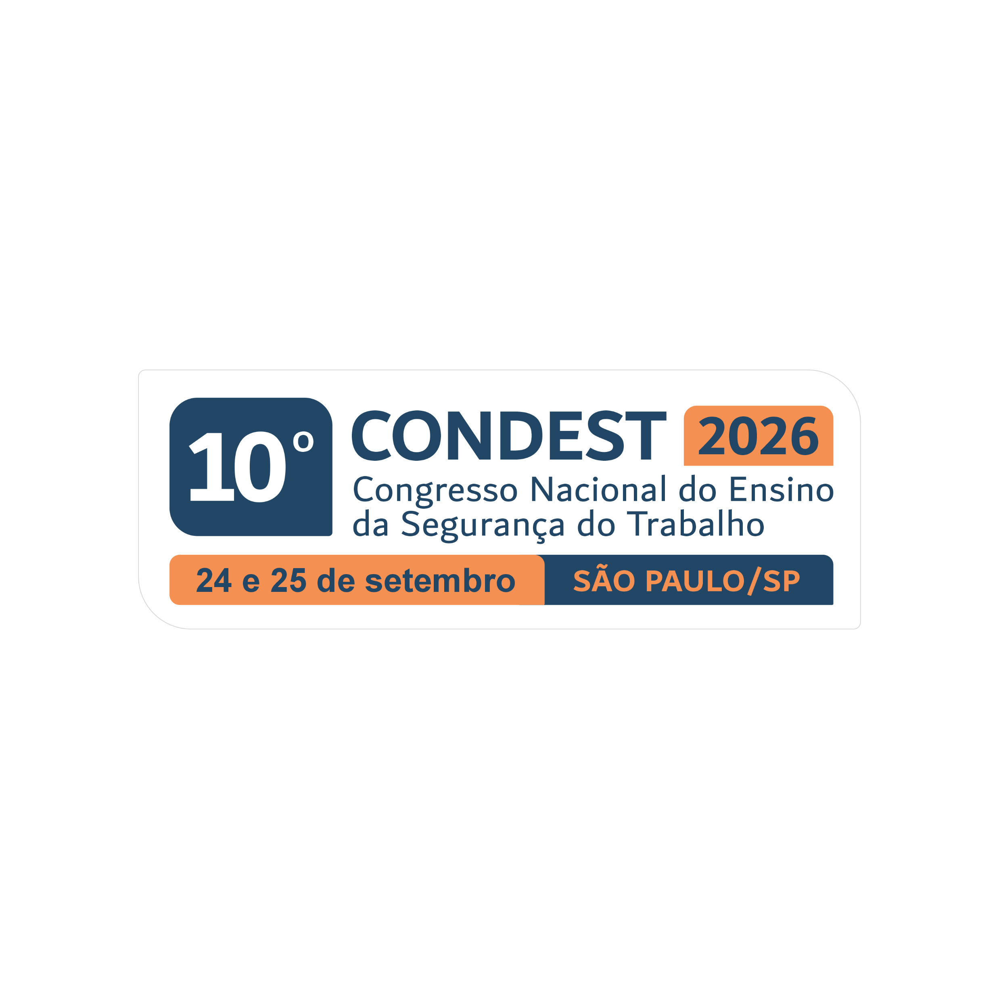 10º
CONDEST 2026
Congresso Nacional do Ensino
da Segurança do Trabalho
24 e 25 de setembro SÃO PAULO/SP